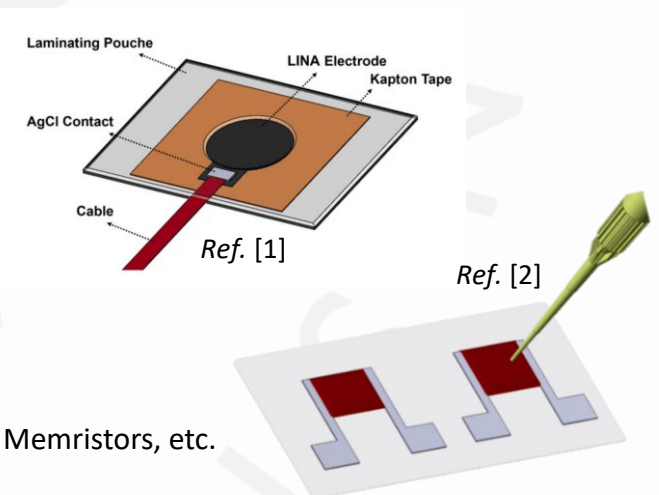 Laminating Pouche
LINA Electrode
Kapton Tape
AgCl Contact
Cable
Ref. [1]
Ref. [2]
Memristors, etc.